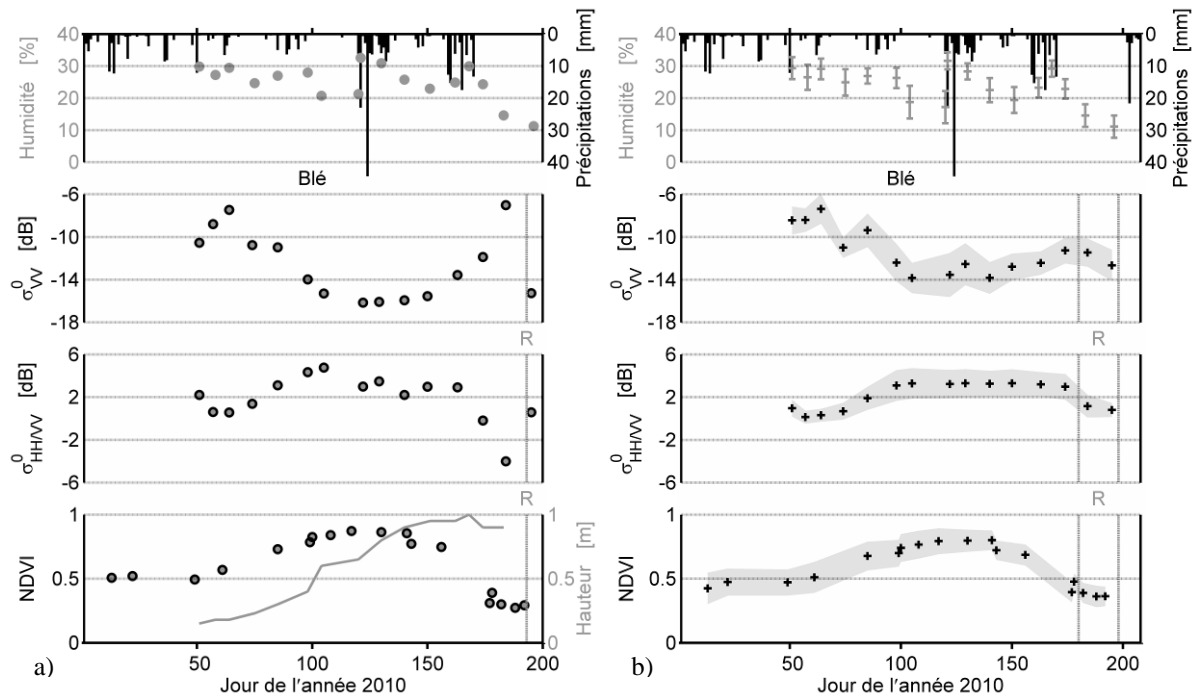 Humidité [%]
40
30
20
10
0
0
10
20
30
40
Précipitations [mm]
Blé
σ⁰VV [dB]
-6
-10
-14
-18
R
σ⁰HH/VV [dB]
6
2
-2
-6
R
NDVI
1
0.5
0
1
0.5
0
Hauteur [m]
50
100
150
200
a)
Jour de l'année 2010
Humidité [%]
40
30
20
10
0
0
10
20
30
40
Précipitations [mm]
Blé
σ⁰VV [dB]
-6
-10
-14
-18
R
σ⁰HH/VV [dB]
6
2
-2
-6
R
NDVI
1
0.5
0
50
100
150
200
b)
Jour de l'année 2010